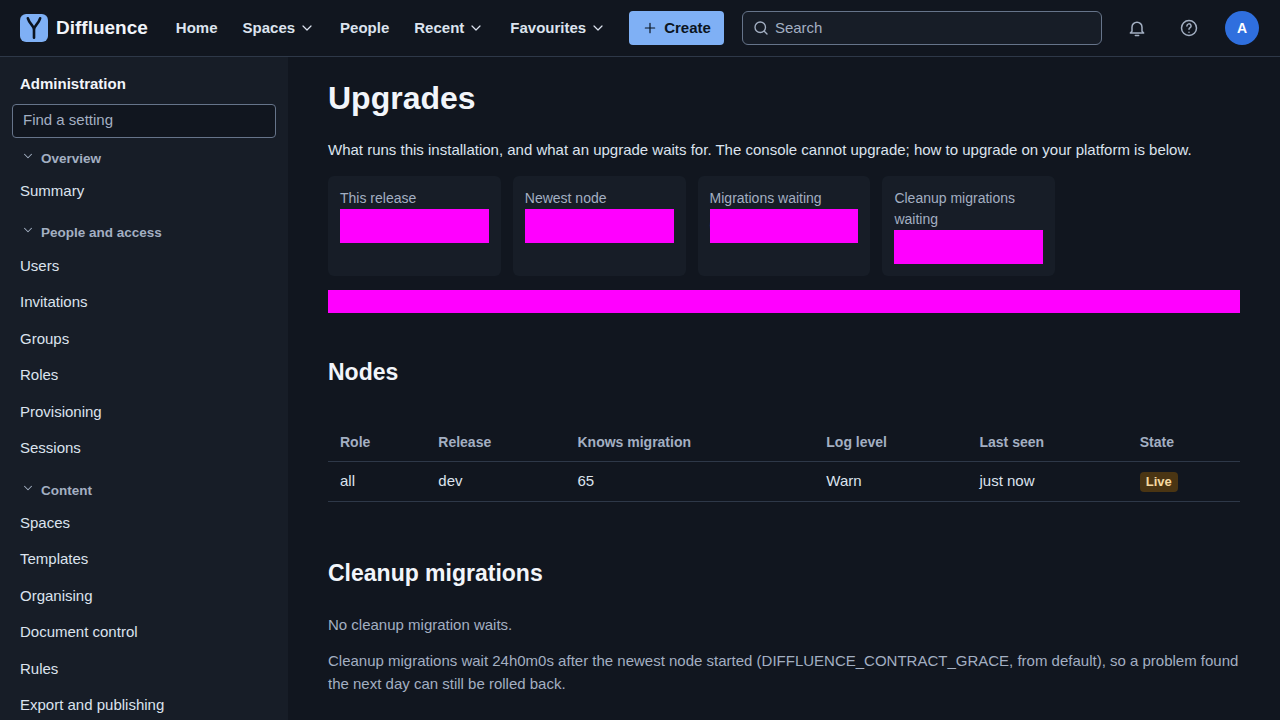 Diffluence
Home
Spaces
People
Recent
Favourites
Create
Search
A
Administration
Find a setting
Overview
Summary
People and access
Users
Invitations
Groups
Roles
Provisioning
Sessions
Content
Spaces
Templates
Organising
Document control
Rules
Export and publishing
Upgrades
What runs this installation, and what an upgrade waits for. The console cannot upgrade; how to upgrade on your platform is below.
This release
Newest node
Migrations waiting
Cleanup migrations
waiting
Nodes
Role Release Knows migration Log level Last seen State
all dev 65 Warn just now Live
Cleanup migrations
No cleanup migration waits.
Cleanup migrations wait 24h0m0s after the newest node started (DIFFLUENCE_CONTRACT_GRACE, from default), so a problem found
the next day can still be rolled back.